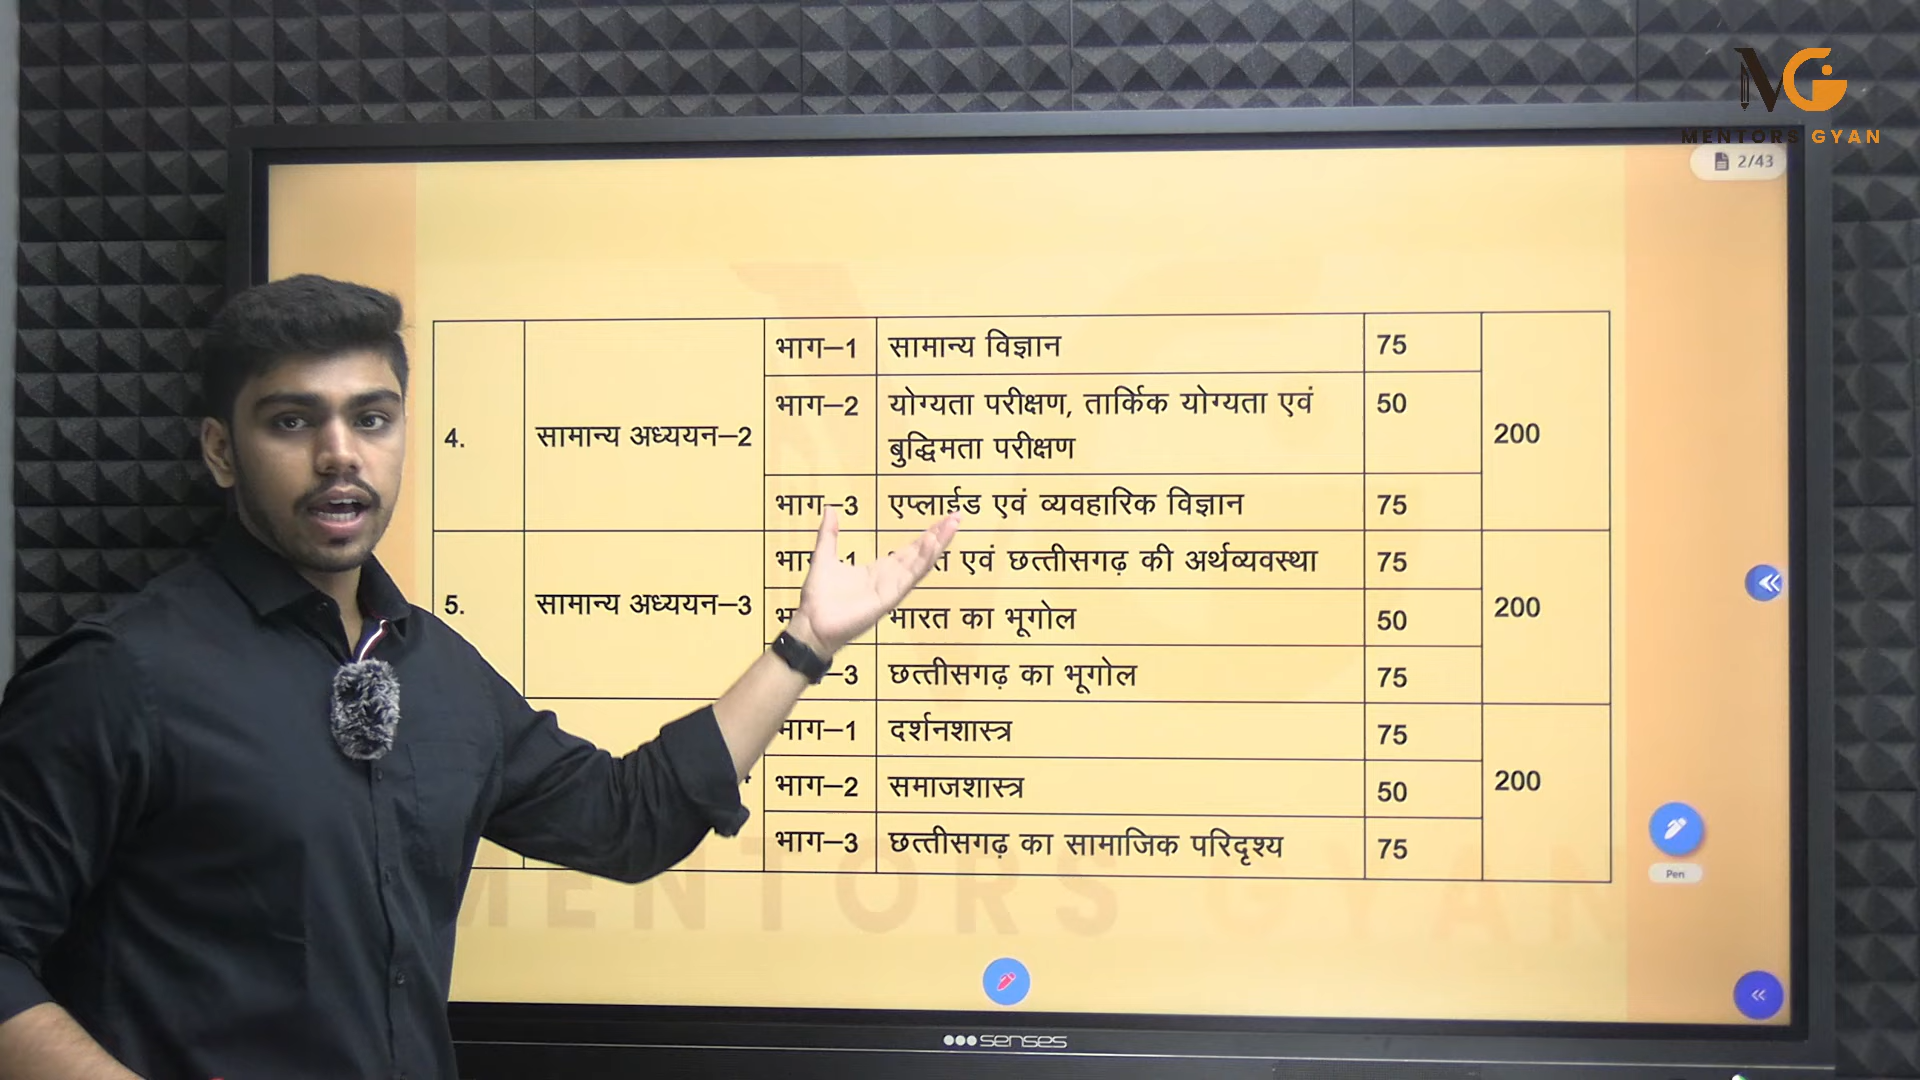 MENTORS GYAN
2/43
भाग–1 सामान्य विज्ञान 75
4. सामान्य अध्ययन–2 भाग–2 योग्यता परीक्षण, तार्किक योग्यता एवं 50 200
बुद्धिमता परीक्षण
भाग–3 एप्लाईड एवं व्यवहारिक विज्ञान 75
एवं छत्तीसगढ़ की अर्थव्यवस्था 75
5. सामान्य अध्ययन–3 भारत का भूगोल 50 200
–3 छत्तीसगढ़ का भूगोल 75
भाग–1 दर्शनशास्त्र 75
भाग–2 समाजशास्त्र 50 200
भाग–3 छत्तीसगढ़ का सामाजिक परिदृश्य 75
Pen
MENTORS GYAN
senses